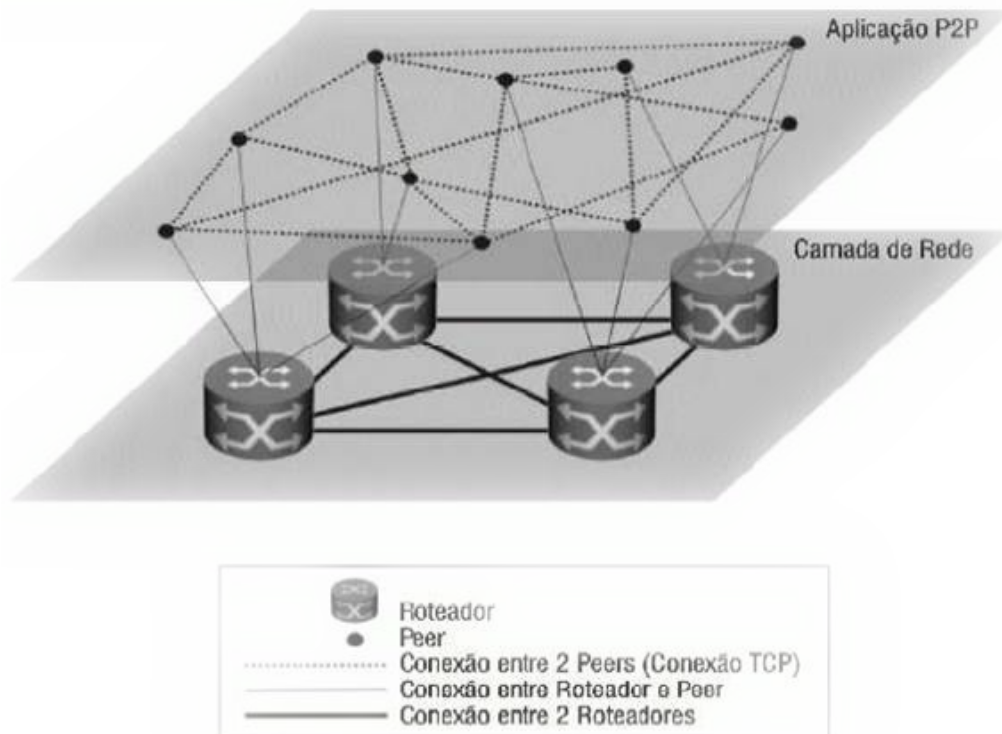 Aplicação P2P
Camada de Rede
Roteador
Peer
Conexão entre 2 Peers (Conexão TCP)
Conexão entre Roteador e Peer
Conexão entre 2 Roteadores